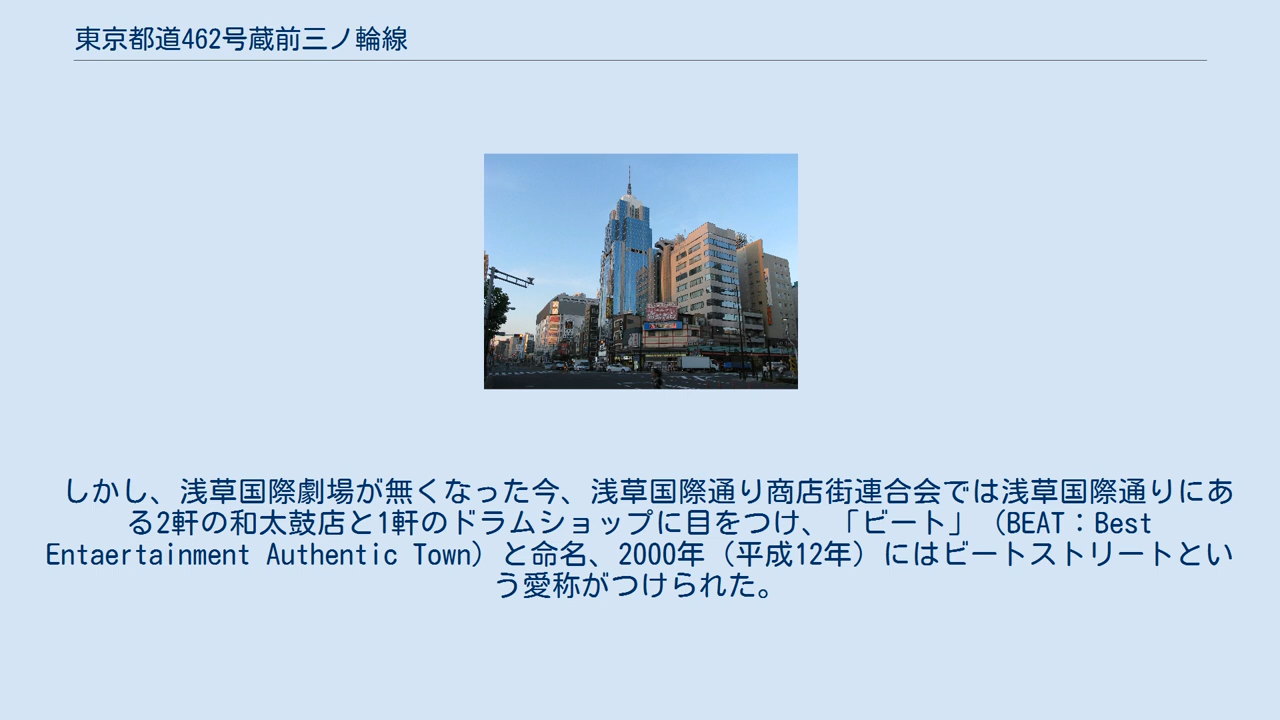 東京都道462号蔵前三ノ輪線
しかし、浅草国際劇場が無くなった今、浅草国際通り商店街連合会では浅草国際通りにあ
る2軒の和太鼓店と1軒のドラムショップに目をつけ、「ビート」（BEAT：Best
Entaertainment Authentic Town）と命名、2000年（平成12年）にはビートストリートとい
う愛称がつけられた。